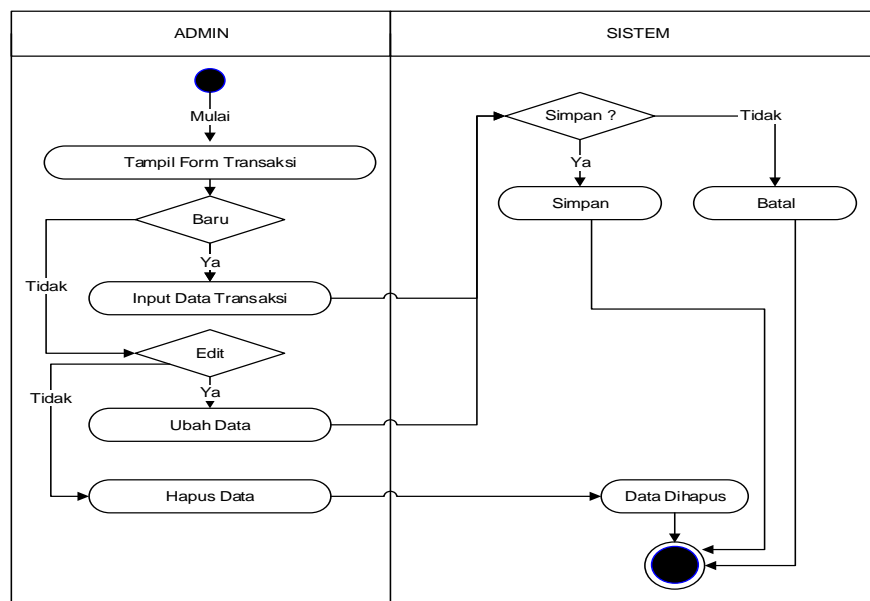 ADMIN
SISTEM
Mulai
Simpan ?
Tidak
Tampil Form Transaksi
Ya
Simpan
Batal
Baru
Ya
Tidak
Input Data Transaksi
Edit
Ya
Tidak
Ubah Data
Hapus Data
Data Dihapus